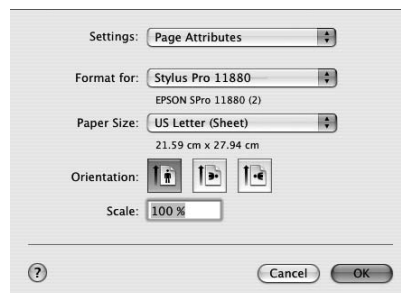 Settings: Page Attributes
Format for: Stylus Pro 11880
EPSON SPro 11880 (2)
Paper Size: US Letter (Sheet)
21.59 cm x 27.94 cm
Orientation:
Scale: 100 %
? Cancel OK